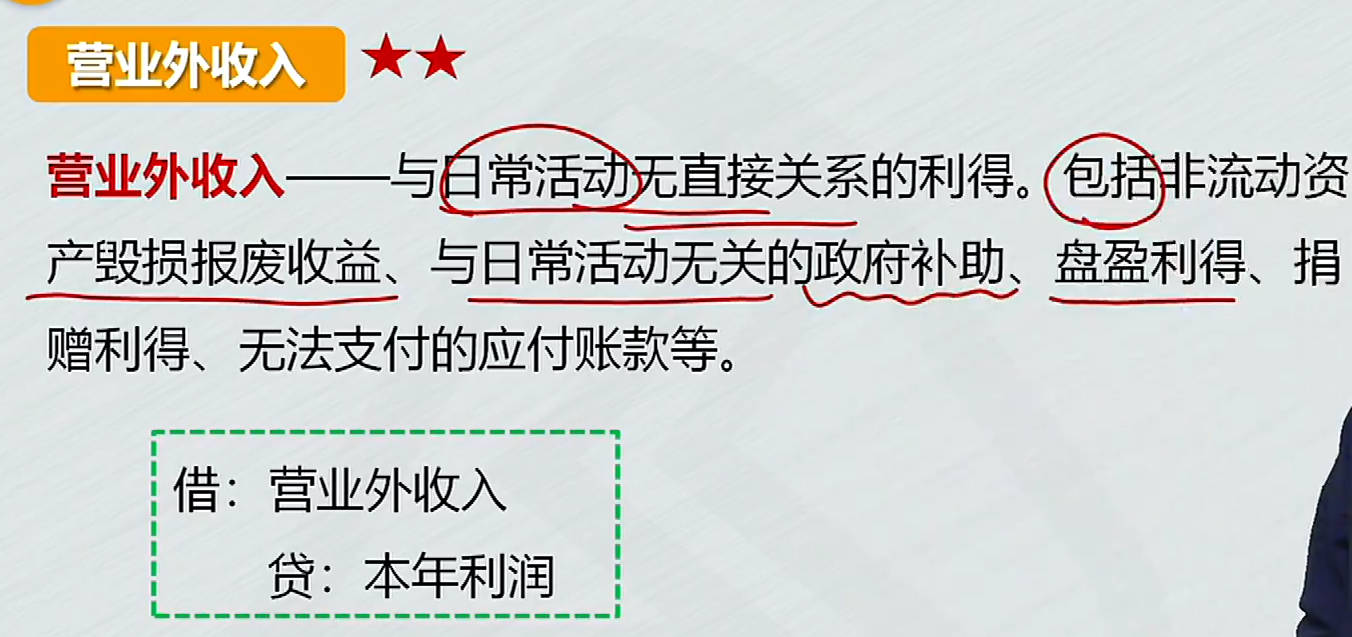 营业外收入
营业外收入——与日常活动无直接关系的利得。包括非流动资
产毁损报废收益、与日常活动无关的政府补助、盘盈利得、捐
赠利得、无法支付的应付账款等。
借：营业外收入
贷：本年利润